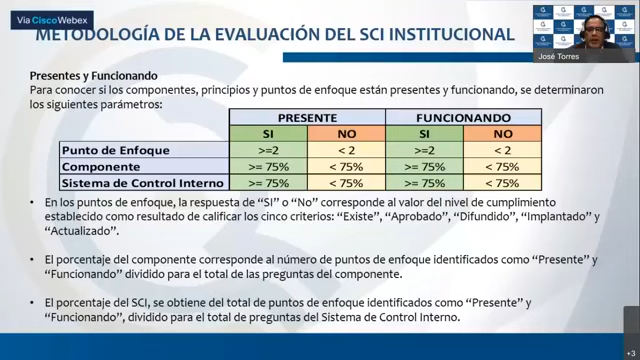 Via Cisco Webex
METODOLOGÍA DE LA EVALUACIÓN DEL SCI INSTITUCIONAL
José Torres
Presentes y Funcionando
Para conocer si los componentes, principios y puntos de enfoque están presentes y funcionando, se determinaron
los siguientes parámetros:
PRESENTE FUNCIONANDO
SI NO SI NO
Punto de Enfoque >=2 < 2 >=2 < 2
Componente >= 75% < 75% >= 75% < 75%
Sistema de Control Interno >= 75% < 75% >= 75% < 75%
• En los puntos de enfoque, la respuesta de “SI” o “No” corresponde al valor del nivel de cumplimiento
establecido como resultado de calificar los cinco criterios: “Existe”, “Aprobado”, “Difundido”, “Implantado” y
“Actualizado”.
• El porcentaje del componente corresponde al número de puntos de enfoque identificados como “Presente” y
“Funcionando” dividido para el total de las preguntas del componente.
• El porcentaje del SCI, se obtiene del total de puntos de enfoque identificados como “Presente” y
“Funcionando”, dividido para el total de preguntas del Sistema de Control Interno.
+3